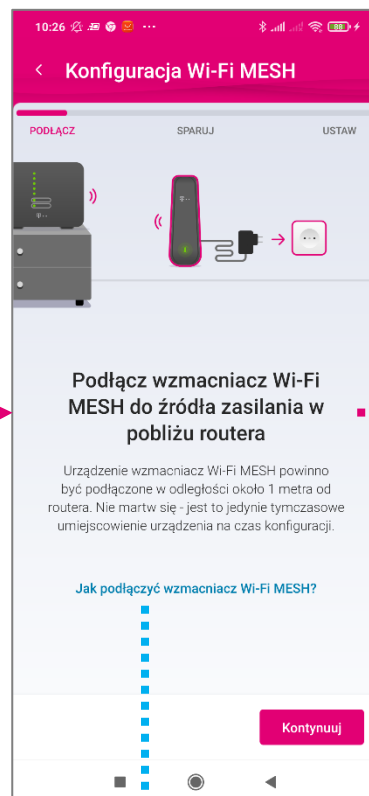 10:26
88
Konfiguracja Wi-Fi MESH
PODŁĄCZ SPARUJ USTAW
Podłącz wzmacniacz Wi-Fi
MESH do źródła zasilania w
pobliżu routera
Urządzenie wzmacniacz Wi-Fi MESH powinno
być podłączone w odległości około 1 metra od
routera. Nie martw się - jest to jedynie tymczasowe
umiejscowienie urządzenia na czas konfiguracji.
Jak podłączyć wzmacniacz Wi-Fi MESH?
Kontynuuj